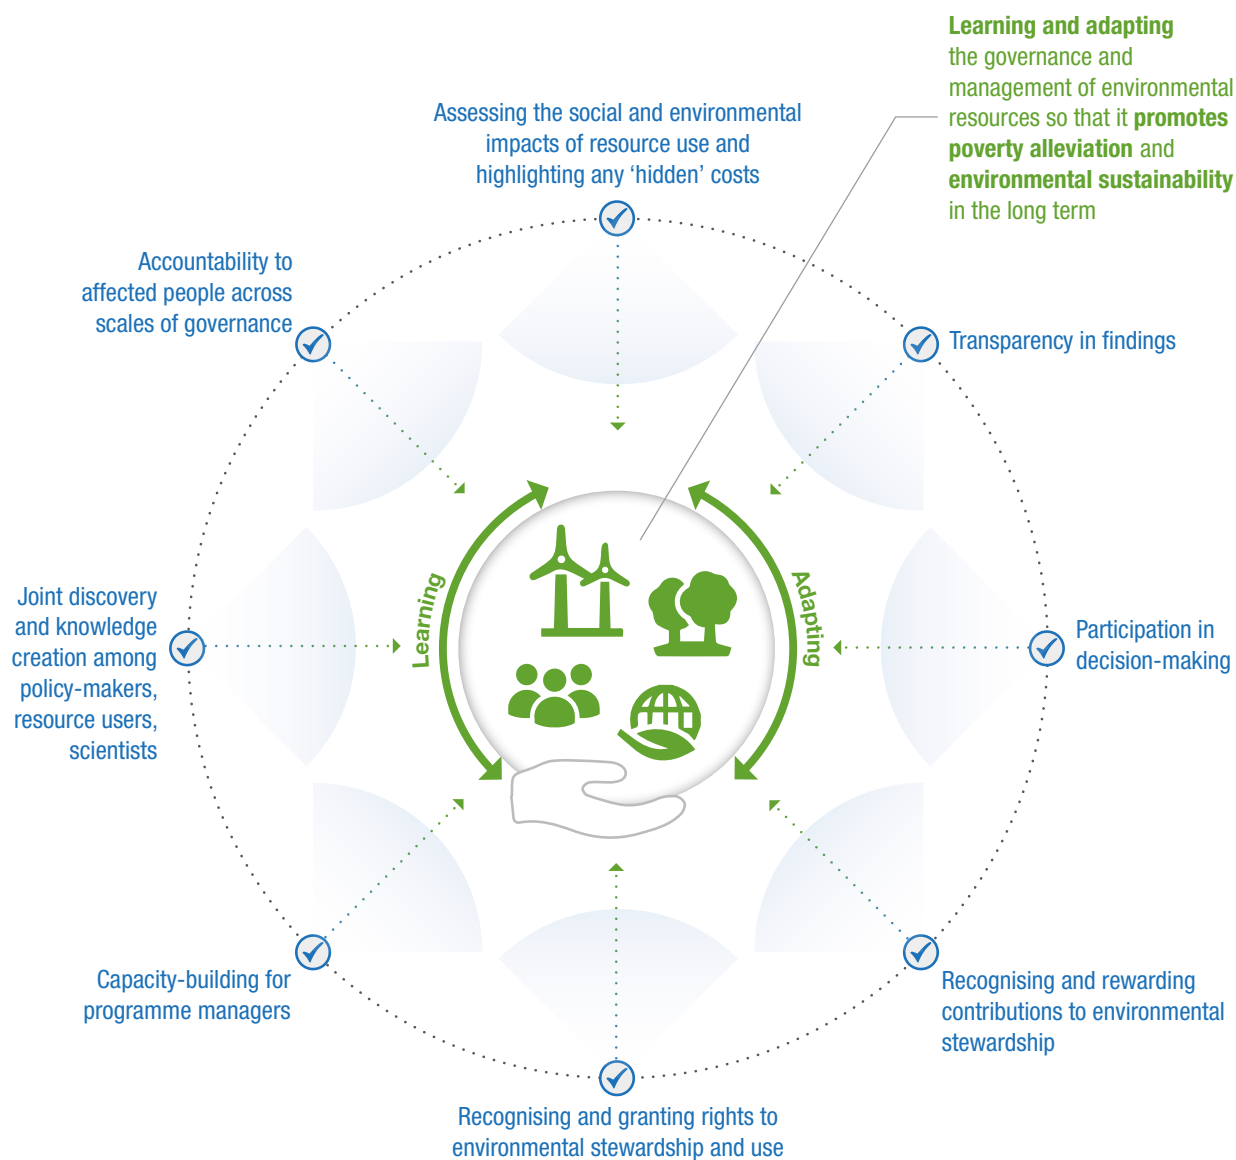 Learning and adapting
the governance and
management of environmental
resources so that it promotes
poverty alleviation and
environmental sustainability
in the long term
Assessing the social and environmental
impacts of resource use and
highlighting any ‘hidden’ costs
Transparency in findings
Participation in
decision-making
Recognising and rewarding
contributions to environmental
stewardship
Recognising and granting rights to
environmental stewardship and use
Capacity-building for
programme managers
Joint discovery
and knowledge
creation among
policy-makers,
resource users,
scientists
Accountability to
affected people across
scales of governance
Learning
Adapting